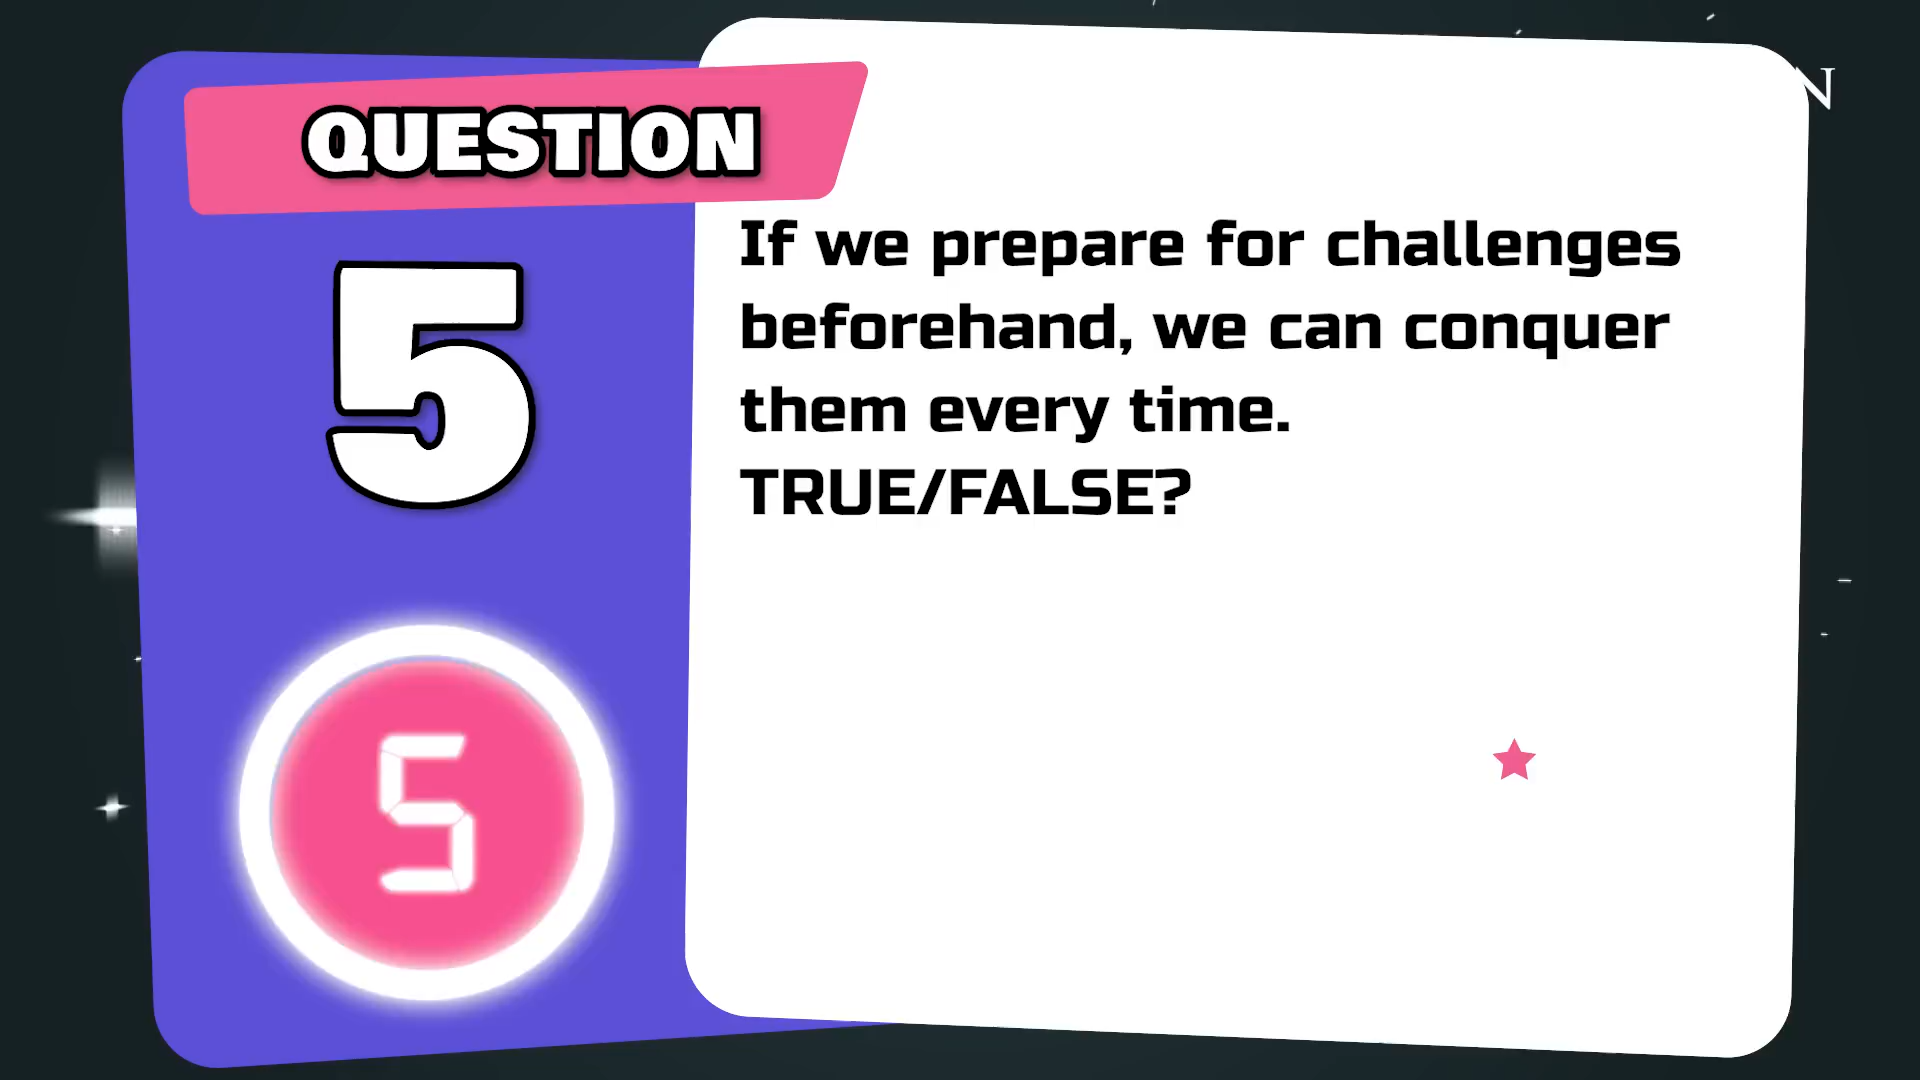 QUESTION
5
If we prepare for challenges
beforehand, we can conquer
them every time.
TRUE/FALSE?
5
N